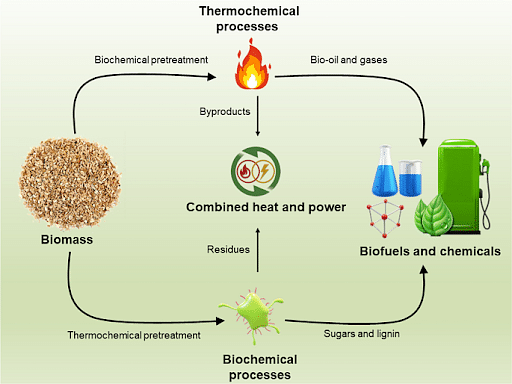 Thermochemical
processes
Biochemical pretreatment
Bio-oil and gases
Byproducts
Combined heat and power
Biomass
Biofuels and chemicals
Residues
Thermochemical pretreatment
Sugars and lignin
Biochemical
processes